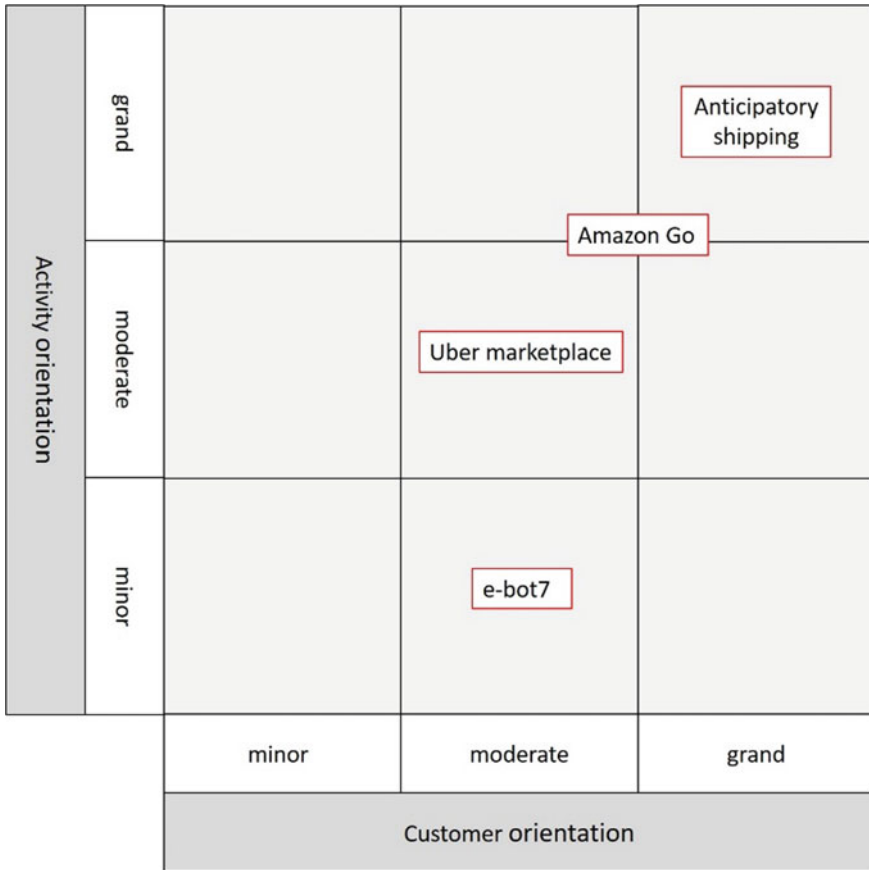 Activity orientation
grand
moderate
minor
Anticipatory
shipping
Amazon Go
Uber marketplace
e-bot7
minor
moderate
grand
Customer orientation